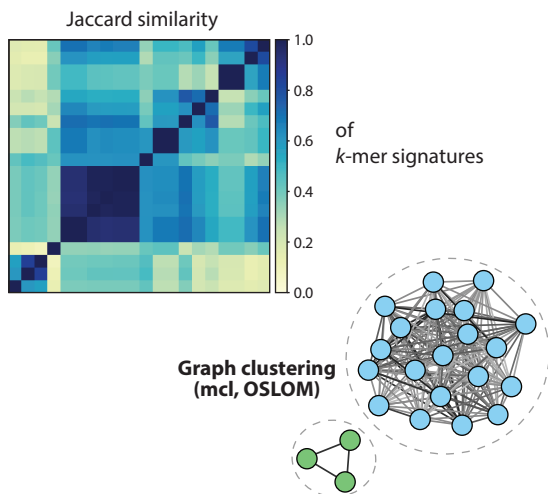 Jaccard similarity
1.0
0.8
0.6
0.4
0.2
0.0
of
k-mer signatures
Graph clustering
(mcl, OSLOM)